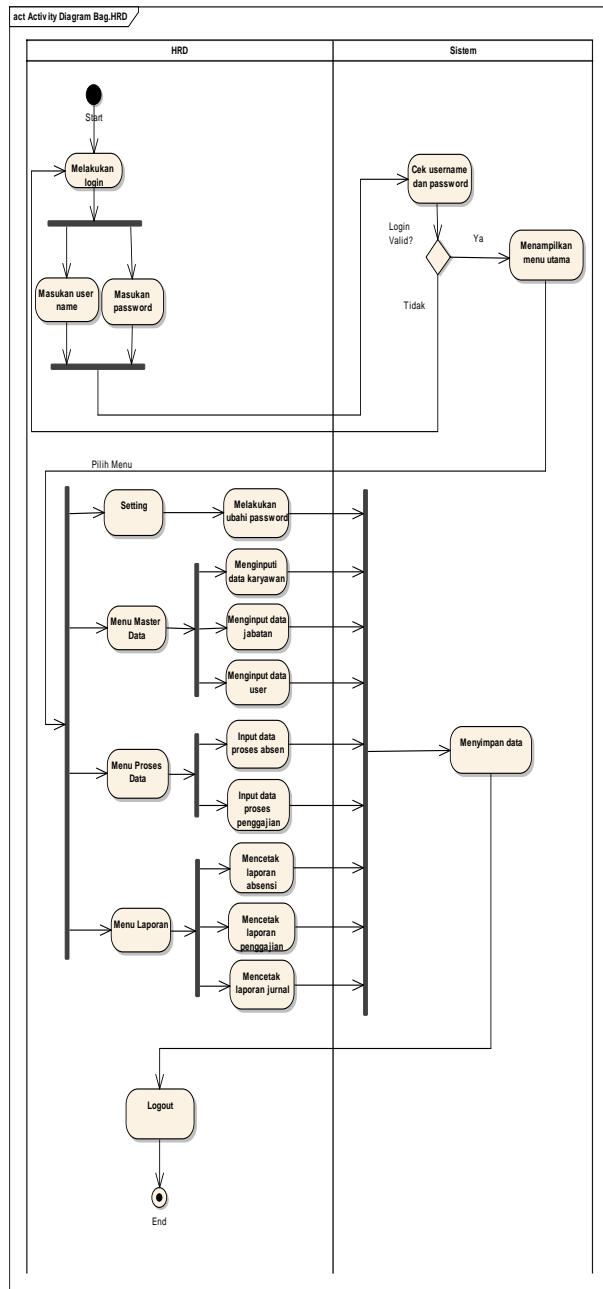 act Activity Diagram Bag.HRD
HRD
Sistem
Start
Melakukan
login
Masukan user
name
Masukan
password
Cek username
dan password
Login
Valid?
Ya
Menampilkan
menu utama
Tidak
Pilih Menu
Setting
Melakukan
ubahi password
Menu Master
Data
Menginputi
data karyawan
Menginput data
jabatan
Menginput data
user
Menu Proses
Data
Input data
proses absen
Input data
proses
penggajian
Menyimpan data
Menu Laporan
Mencetak
laporan
absensi
Mencetak
laporan
penggajian
Mencetak
laporan jurnal
Logout
End